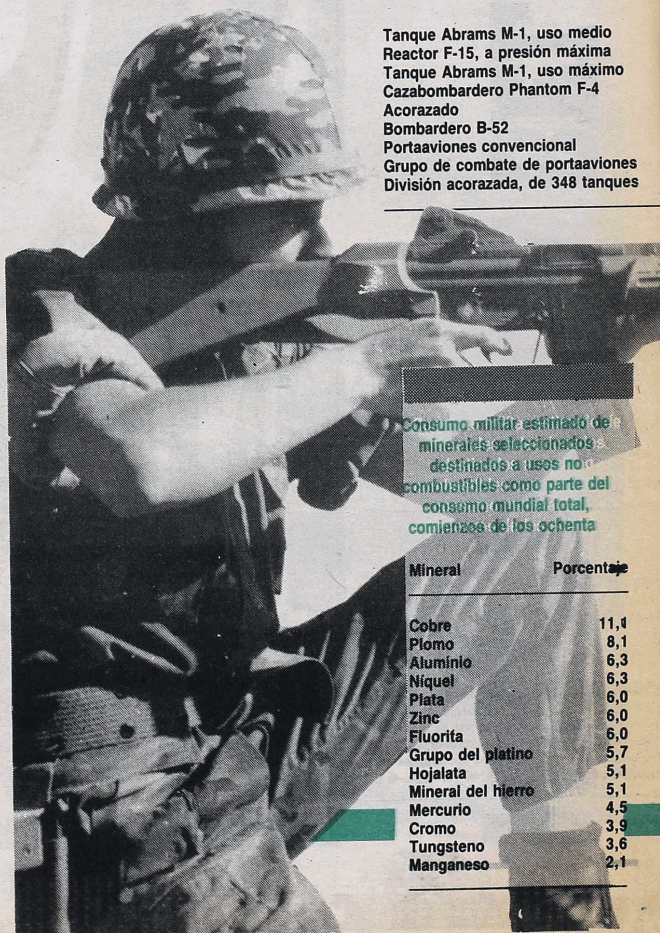 Tanque Abrams M-1, uso medio
Reactor F-15, a presión máxima
Tanque Abrams M-1, uso máximo
Cazabombardero Phantom F-4
Acorazado
Bombardero B-52
Portaaviones convencional
Grupo de combate de portaaviones
División acorazada, de 348 tanques
Consumo militar estimado de
minerales seleccionados
destinados a usos no
combustibles como parte del
consumo mundial total,
comienzos de los ochenta
Mineral Porcentaje
Cobre 11,1
Plomo 8,1
Aluminio 6,3
Níquel 6,3
Plata 6,0
Zinc 6,0
Fluorita 6,0
Grupo del platino 5,7
Hojalata 5,1
Mineral del hierro 5,1
Mercurio 4,5
Cromo 3,9
Tungsteno 3,6
Manganeso 2,1